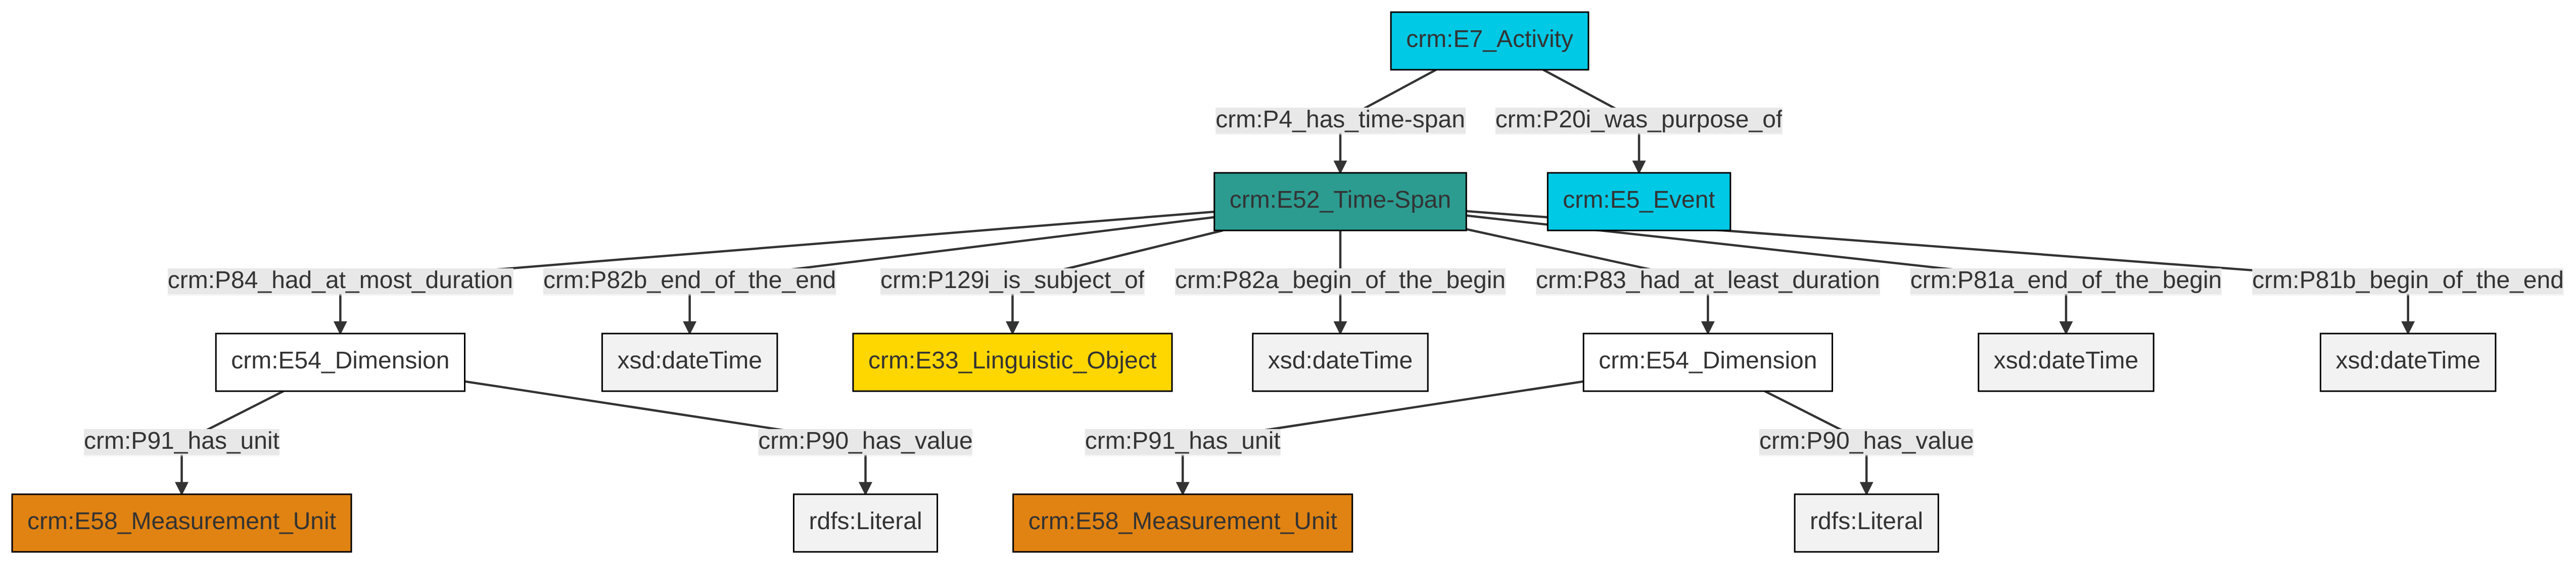 crm:E7_Activity
crm:P4_has_time-span
crm:P20i_was_purpose_of
crm:E52_Time-Span
crm:E5_Event
crm:P84_had_at_most_duration
crm:P82b_end_of_the_end
crm:P129i_is_subject_of
crm:P82a_begin_of_the_begin
crm:P83_had_at_least_duration
crm:P81a_end_of_the_begin
crm:P81b_begin_of_the_end
crm:E54_Dimension
xsd:dateTime
crm:E33_Linguistic_Object
xsd:dateTime
crm:E54_Dimension
xsd:dateTime
xsd:dateTime
crm:P91_has_unit
crm:P90_has_value
crm:P91_has_unit
crm:P90_has_value
crm:E58_Measurement_Unit
rdfs:Literal
crm:E58_Measurement_Unit
rdfs:Literal